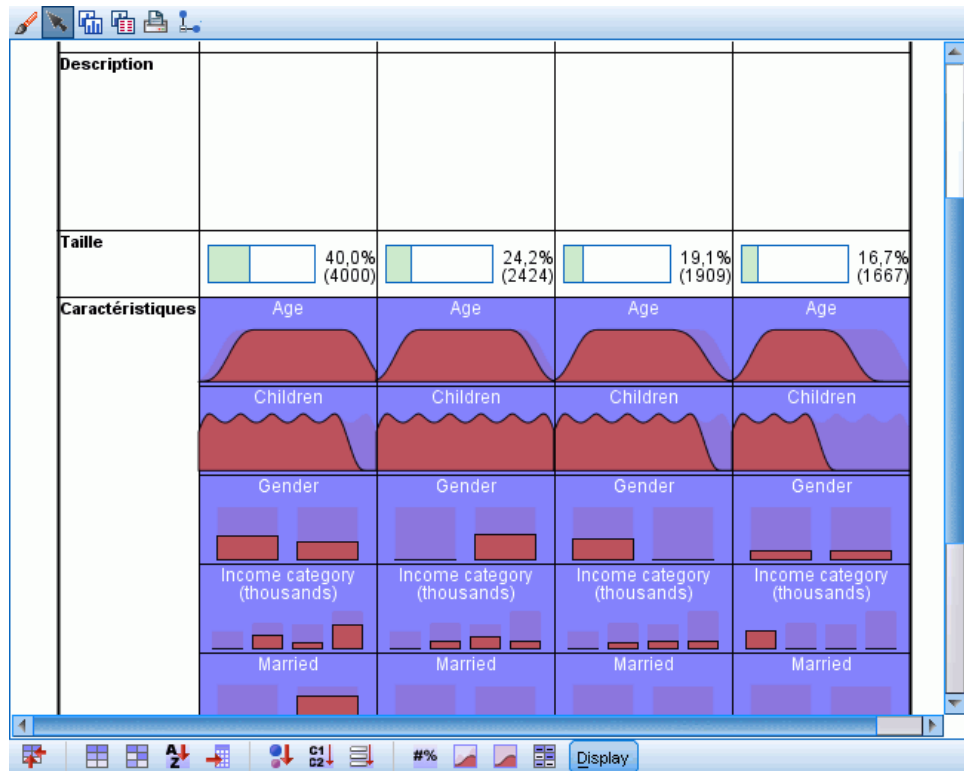 Description
Taille
40,0%
(4000)
24,2%
(2424)
19,1%
(1909)
16,7%
(1667)
Caractéristiques
Age
Age
Age
Age
Children
Children
Children
Children
Gender
Gender
Gender
Gender
Income category
(thousands)
Income category
(thousands)
Income category
(thousands)
Income category
(thousands)
Married
Married
Married
Married
A
Z
C1
C2
#%
Display